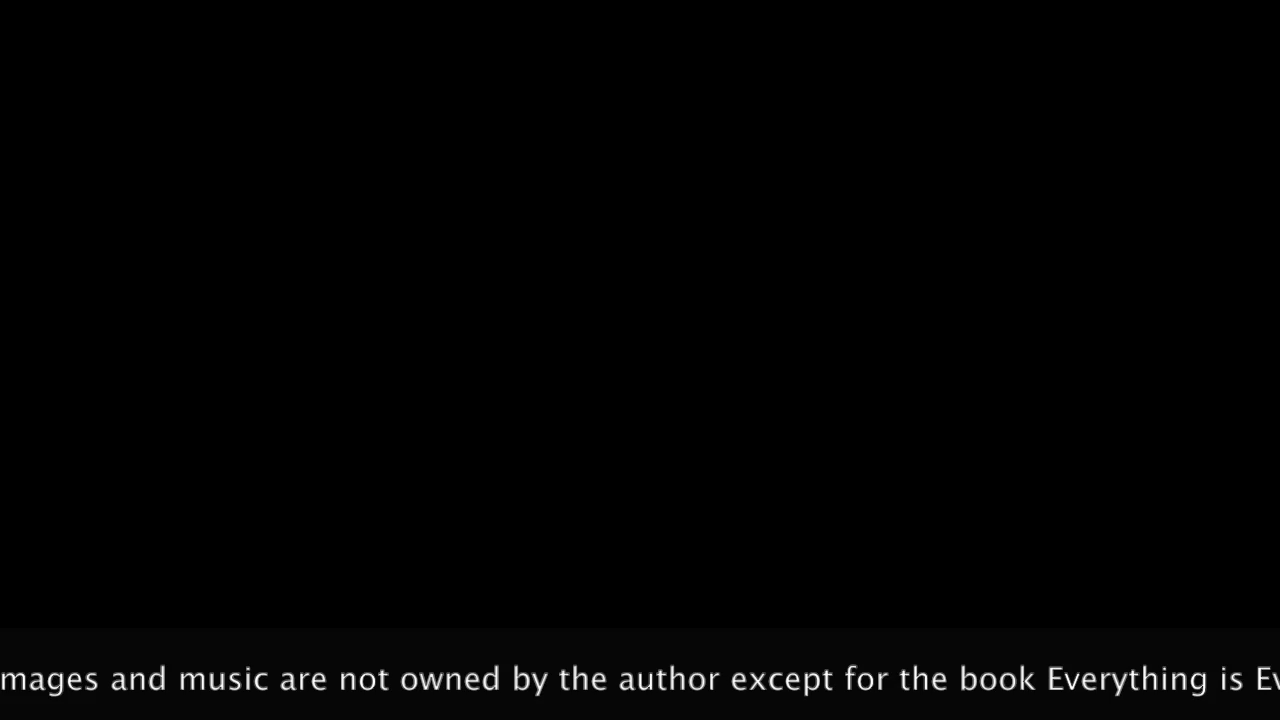 mages and music are not owned by the author except for the book Everything is Ev